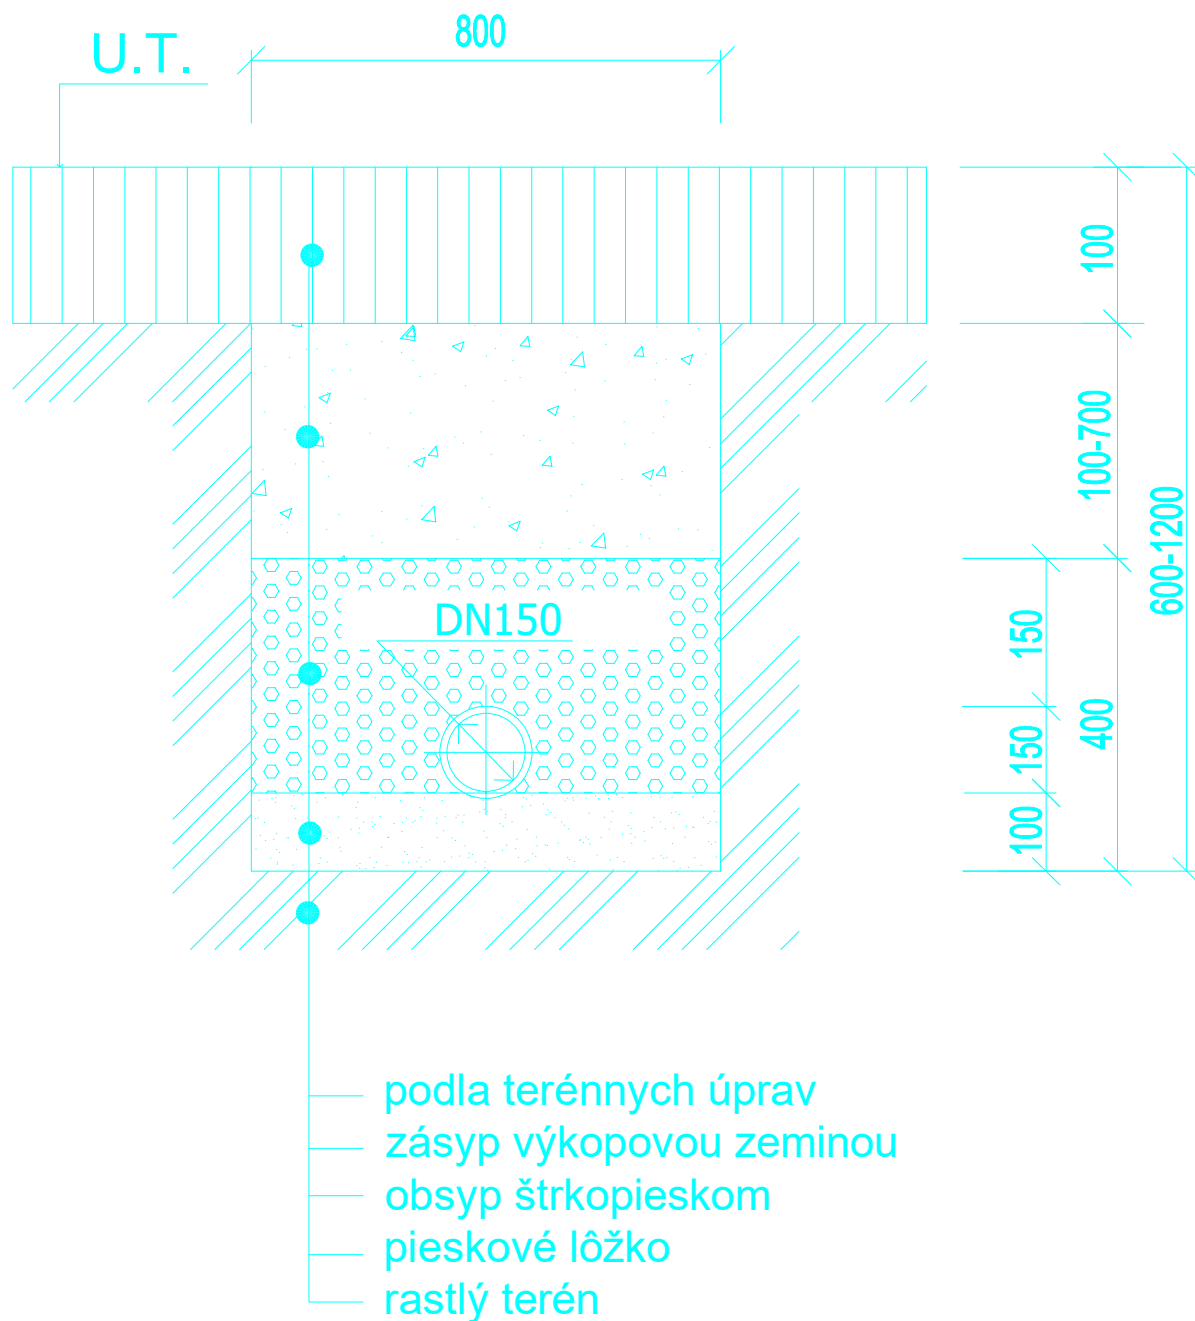 800
U.T.
100
100-700
600-1200
150
400
150
100
DN150
podla terénnych úprav
zásyp výkopovou zeminou
obsyp štrkopieskom
pieskové lôžko
rastlý terén